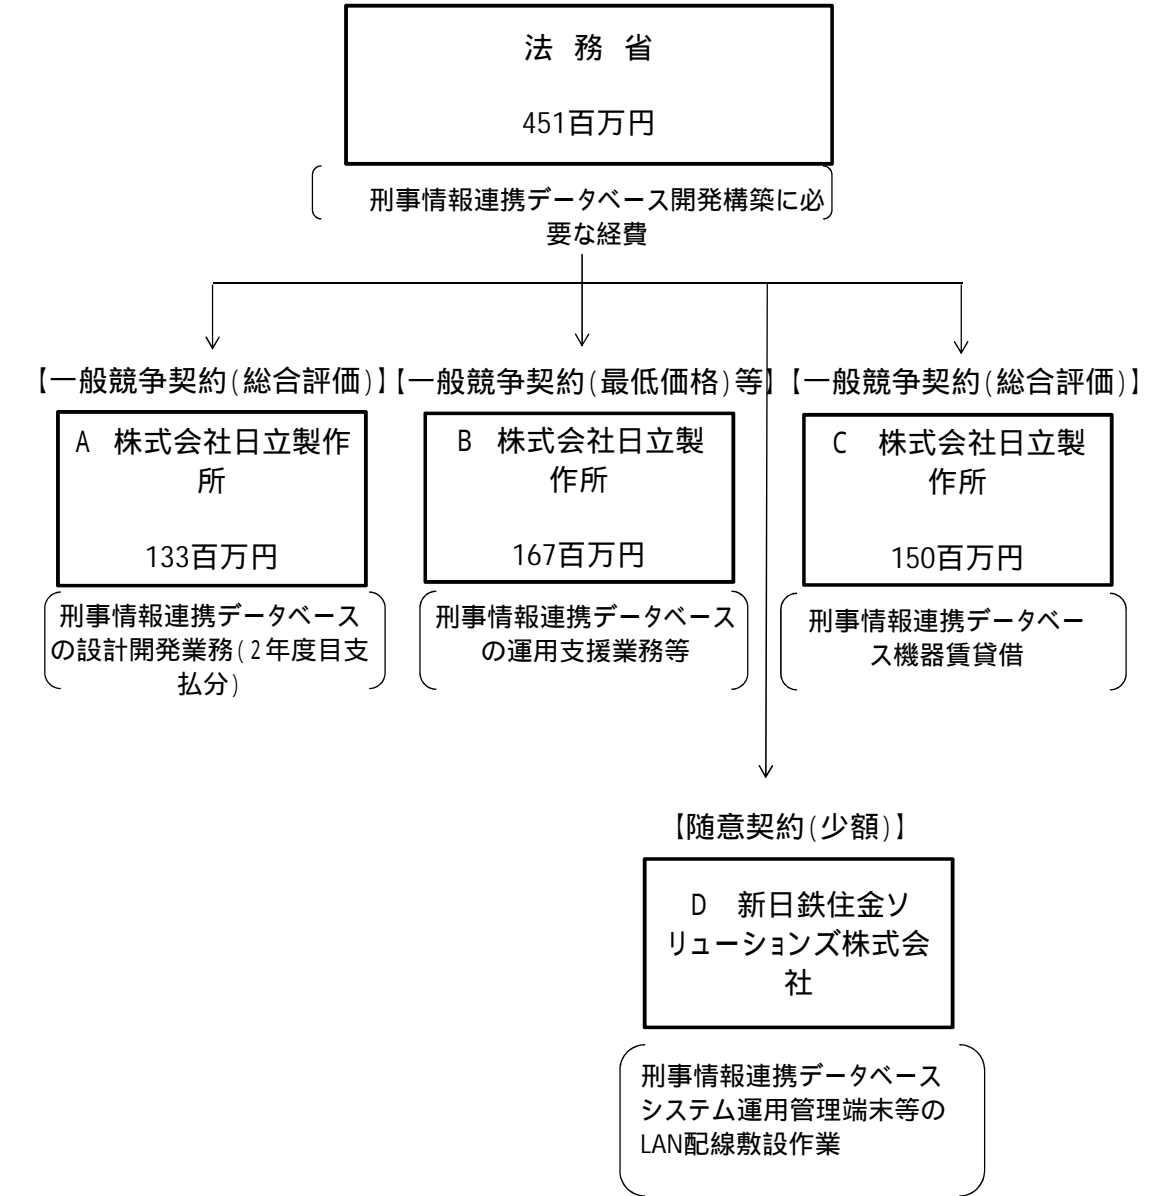 法 務 省
451百万円
刑事情報連携データベース開発構築に必
要な経費
【一般競争契約(総合評価)】
【一般競争契約(最低価格)等】
【一般競争契約(総合評価)】
A 株式会社日立製作
所
133百万円
B 株式会社日立製
作所
167百万円
C 株式会社日立製
作所
150百万円
刑事情報連携データベース
の設計開発業務(2年度目支
払分)
刑事情報連携データベース
の運用支援業務等
刑事情報連携データベー
ス機器賃貸借
【随意契約(少額)】
D 新日鉄住金ソ
リューションズ株式会
社
刑事情報連携データベース
システム運用管理端末等の
LAN配線敷設作業